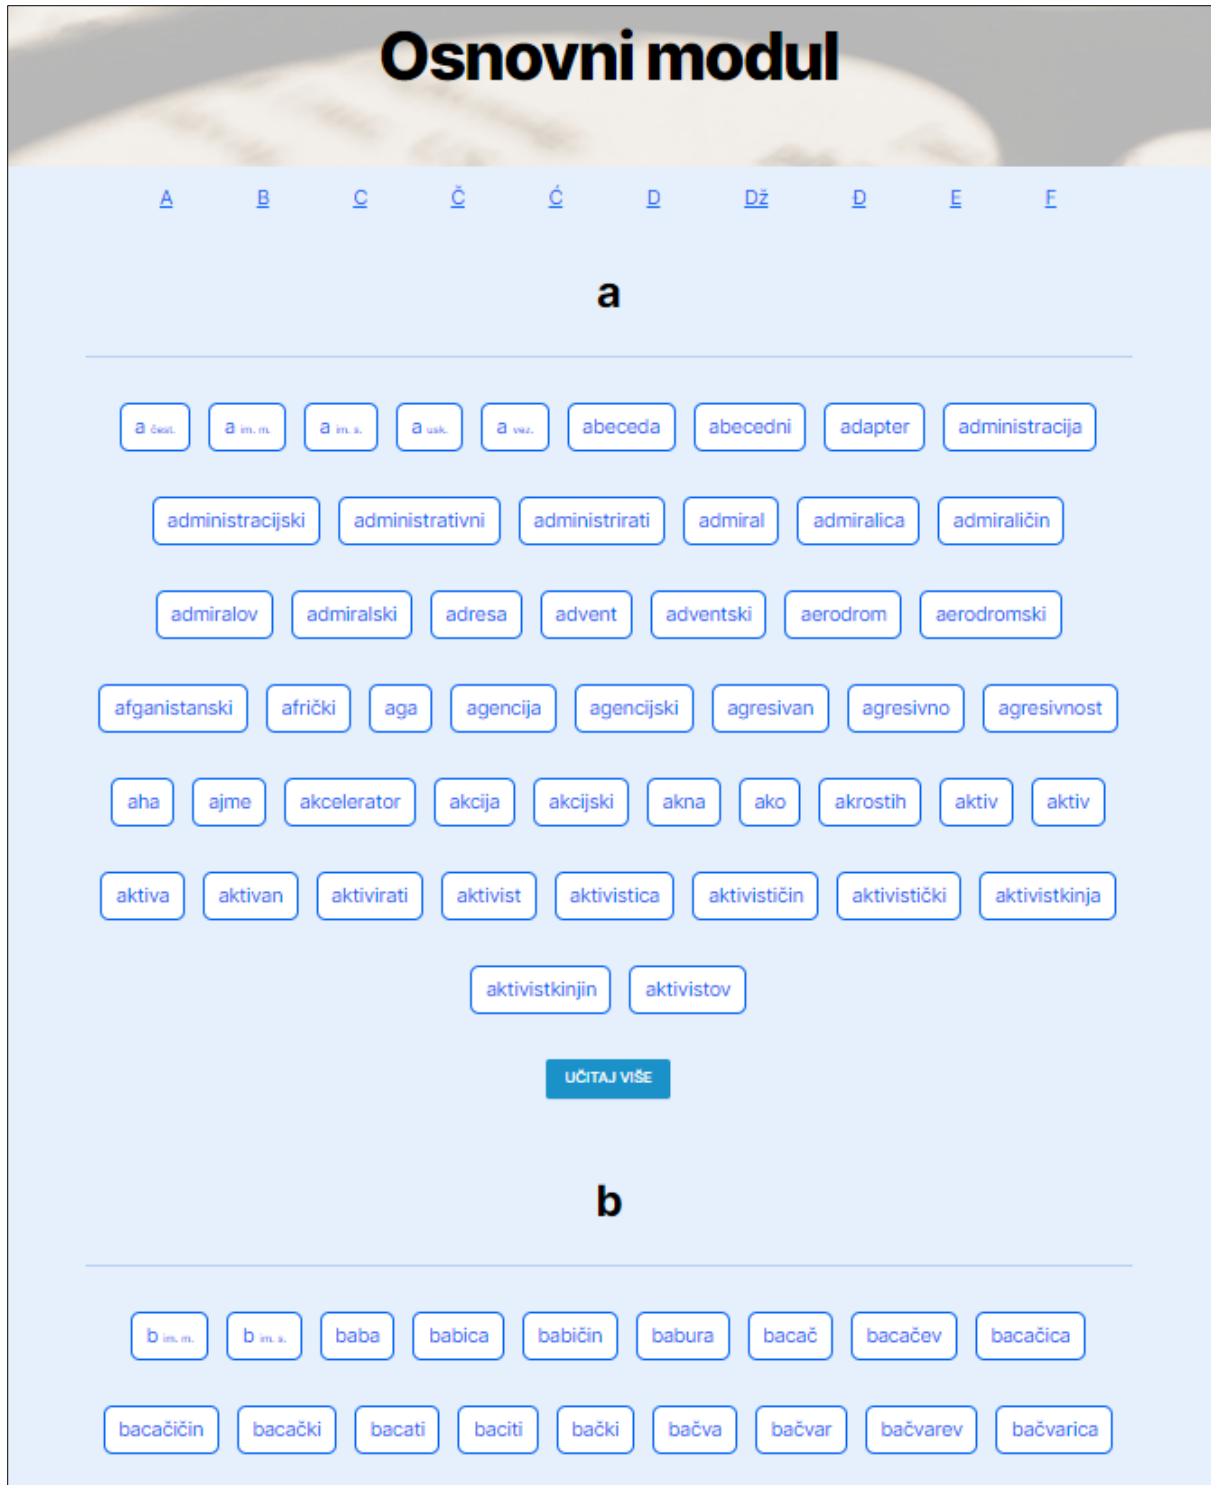 Osnovni modul
A B C Č Ć D Dž Đ E F
a
a čest. a im. m. a im. s. a usk. a vez. abeceda abecedni adapter administracija
administracijski administrativni administrirati admiral admiralica admiraličin
admiralov admiralski adresa advent adventski aerodrom aerodromski
afganistanski afrički aga agencija agencijski agresivan agresivno agresivnost
aha ajme akcelerator akcija akcijski akna ako akrostih aktiv aktiv
aktiva aktivan aktivirati aktivist aktivistica aktivističin aktivistički aktivistkinja
aktivistkinjin aktivistov
UČITAJ VIŠE
b
b im. m. b im. s. baba babica babičin babura bacač bacačev bacačica
bacačičin bacački bacati baciti bački bačva bačvar bačvarev bačvarica